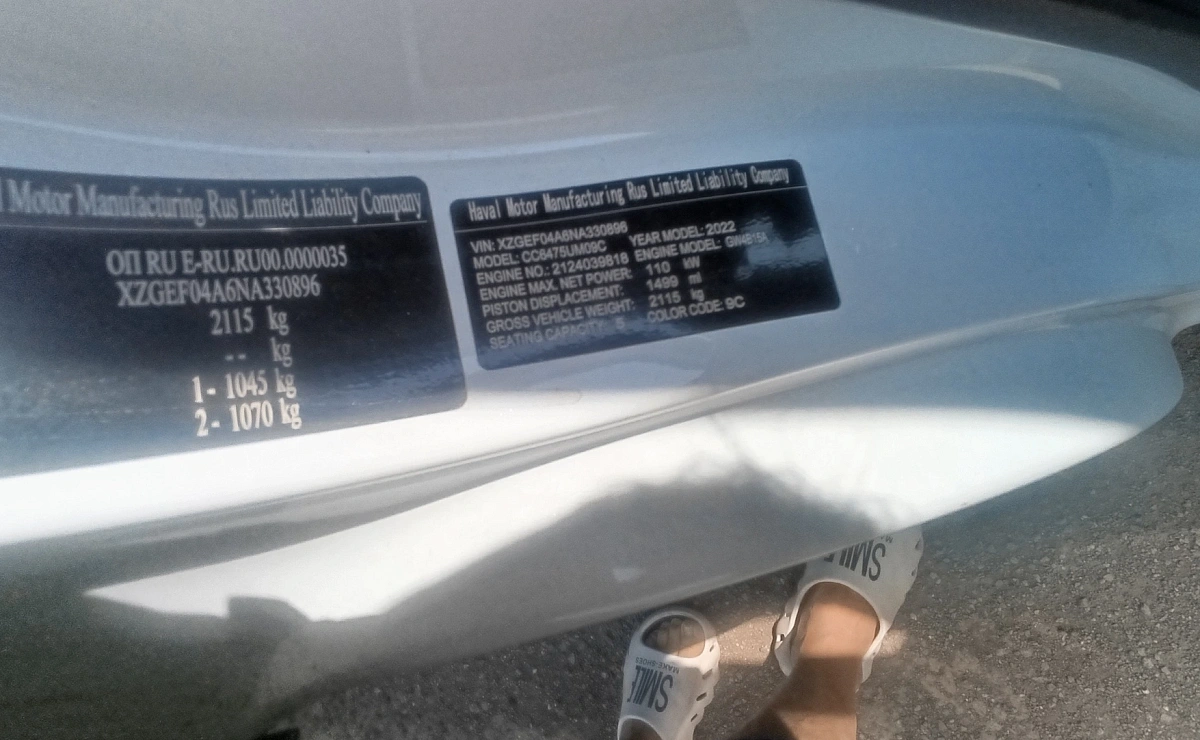 l Motor Manufacturing Rus Limited Liability Company
ОП RU E-RU.RU00.0000035
XZGEF04A6NA330896
2115 kg
-- kg
1- 1045 kg
2- 1070 kg
Haval Motor Manufacturing Rus Limited Liability Company
VIN: XZGEF04A6NA330896
MODEL: CC6475UM09C YEAR MODEL: 2022
ENGINE NO.: 2124039818 ENGINE MODEL: GW4B15A
ENGINE MAX. NET POWER: 110 kW
PISTON DISPLACEMENT: 1499 ml
GROSS VEHICLE WEIGHT: 2115 kg
SEATING CAPACITY: 5 COLOR CODE: 9C
SMILE
SMILE
MAKE-SHOES